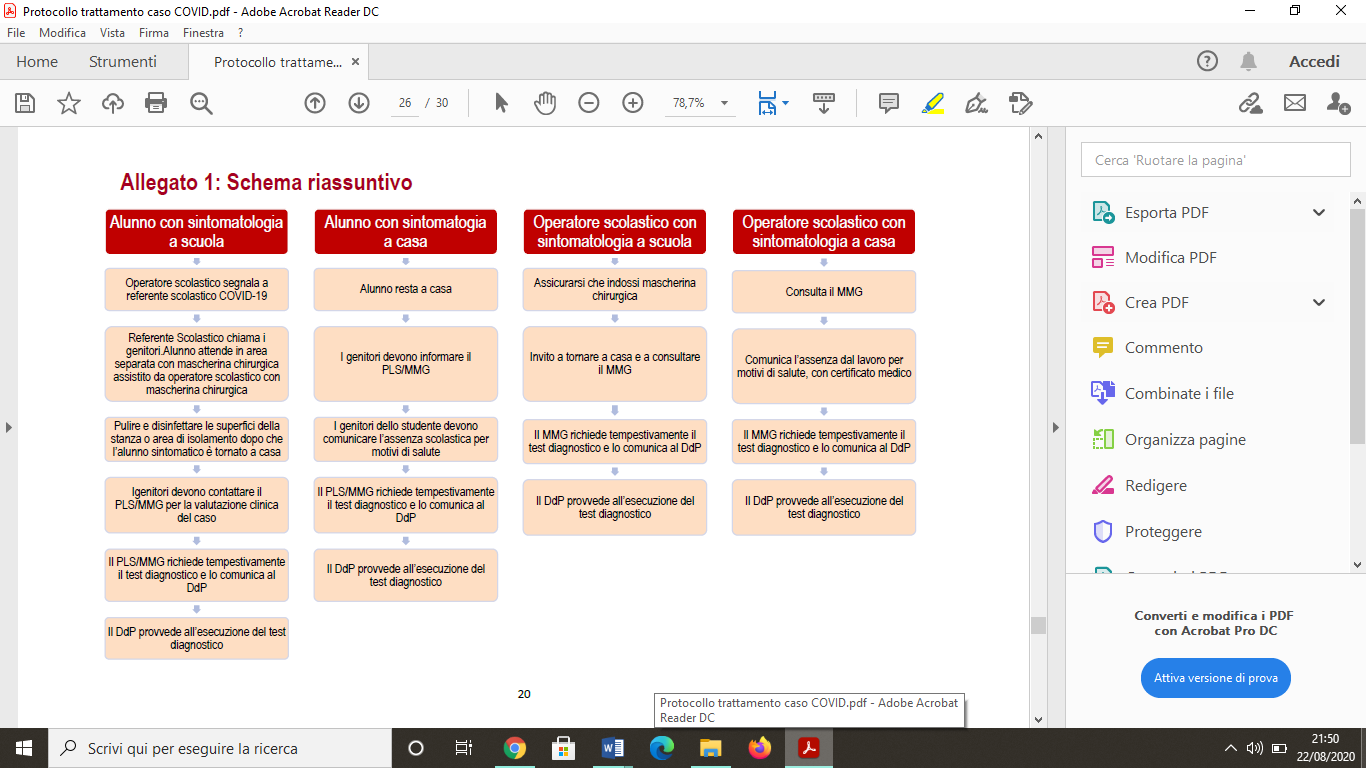 Protocollo trattamento caso COVID.pdf - Adobe Acrobat Reader DC
File Modifica Vista Firma Finestra ?
Home Strumenti Protocollo trattame... × Accedi
26 / 30 78,7%
Allegato 1: Schema riassuntivo
Alunno con sintomatologia
a scuola
Operatore scolastico segnala a
referente scolastico COVID-19
Referente Scolastico chiama i
genitori.Alunno attende in area
separata con mascherina chirurgica
assistito da operatore scolastico con
mascherina chirurgica
Pulire e disinfettare le superfici della
stanza o area di isolamento dopo che
l'alunno sintomatico è tornato a casa
Igenitori devono contattare il
PLS/MMG per la valutazione clinica
del caso
Il PLS/MMG richiede tempestivamente
il test diagnostico e lo comunica al
DdP
Il DdP provvede all'esecuzione del test
diagnostico
Alunno con sintomatogia
a casa
Alunno resta a casa
I genitori devono informare il
PLS/MMG
I genitori dello studente devono
comunicare l'assenza scolastica per
motivi di salute
Il PLS/MMG richiede tempestivamente
il test diagnostico e lo comunica al
DdP
Il DdP provvede all'esecuzione del
test diagnostico
Operatore scolastico con
sintomatologia a scuola
Assicurarsi che indossi mascherina
chirurgica
Invito a tornare a casa e a consultare
il MMG
Il MMG richiede tempestivamente il
test diagnostico e lo comunica al DdP
Il DdP provvede all'esecuzione del
test diagnostico
Operatore scolastico con
sintomatologia a casa
Consulta il MMG
Comunica l'assenza dal lavoro per
motivi di salute, con certificato medico
Il MMG richiede tempestivamente il
test diagnostico e lo comunica al DdP
Il DdP provvede all'esecuzione del
test diagnostico
20
Protocollo trattamento caso COVID.pdf - Adobe Acrobat
Reader DC
Cerca 'Ruotare la pagina'
Esporta PDF
Modifica PDF
Crea PDF
Commento
Combinate i file
Organizza pagine
Redigere
Proteggere
Converti e modifica i PDF
con Acrobat Pro DC
Attiva versione di prova
Scrivi qui per eseguire la ricerca
21:50
22/08/2020